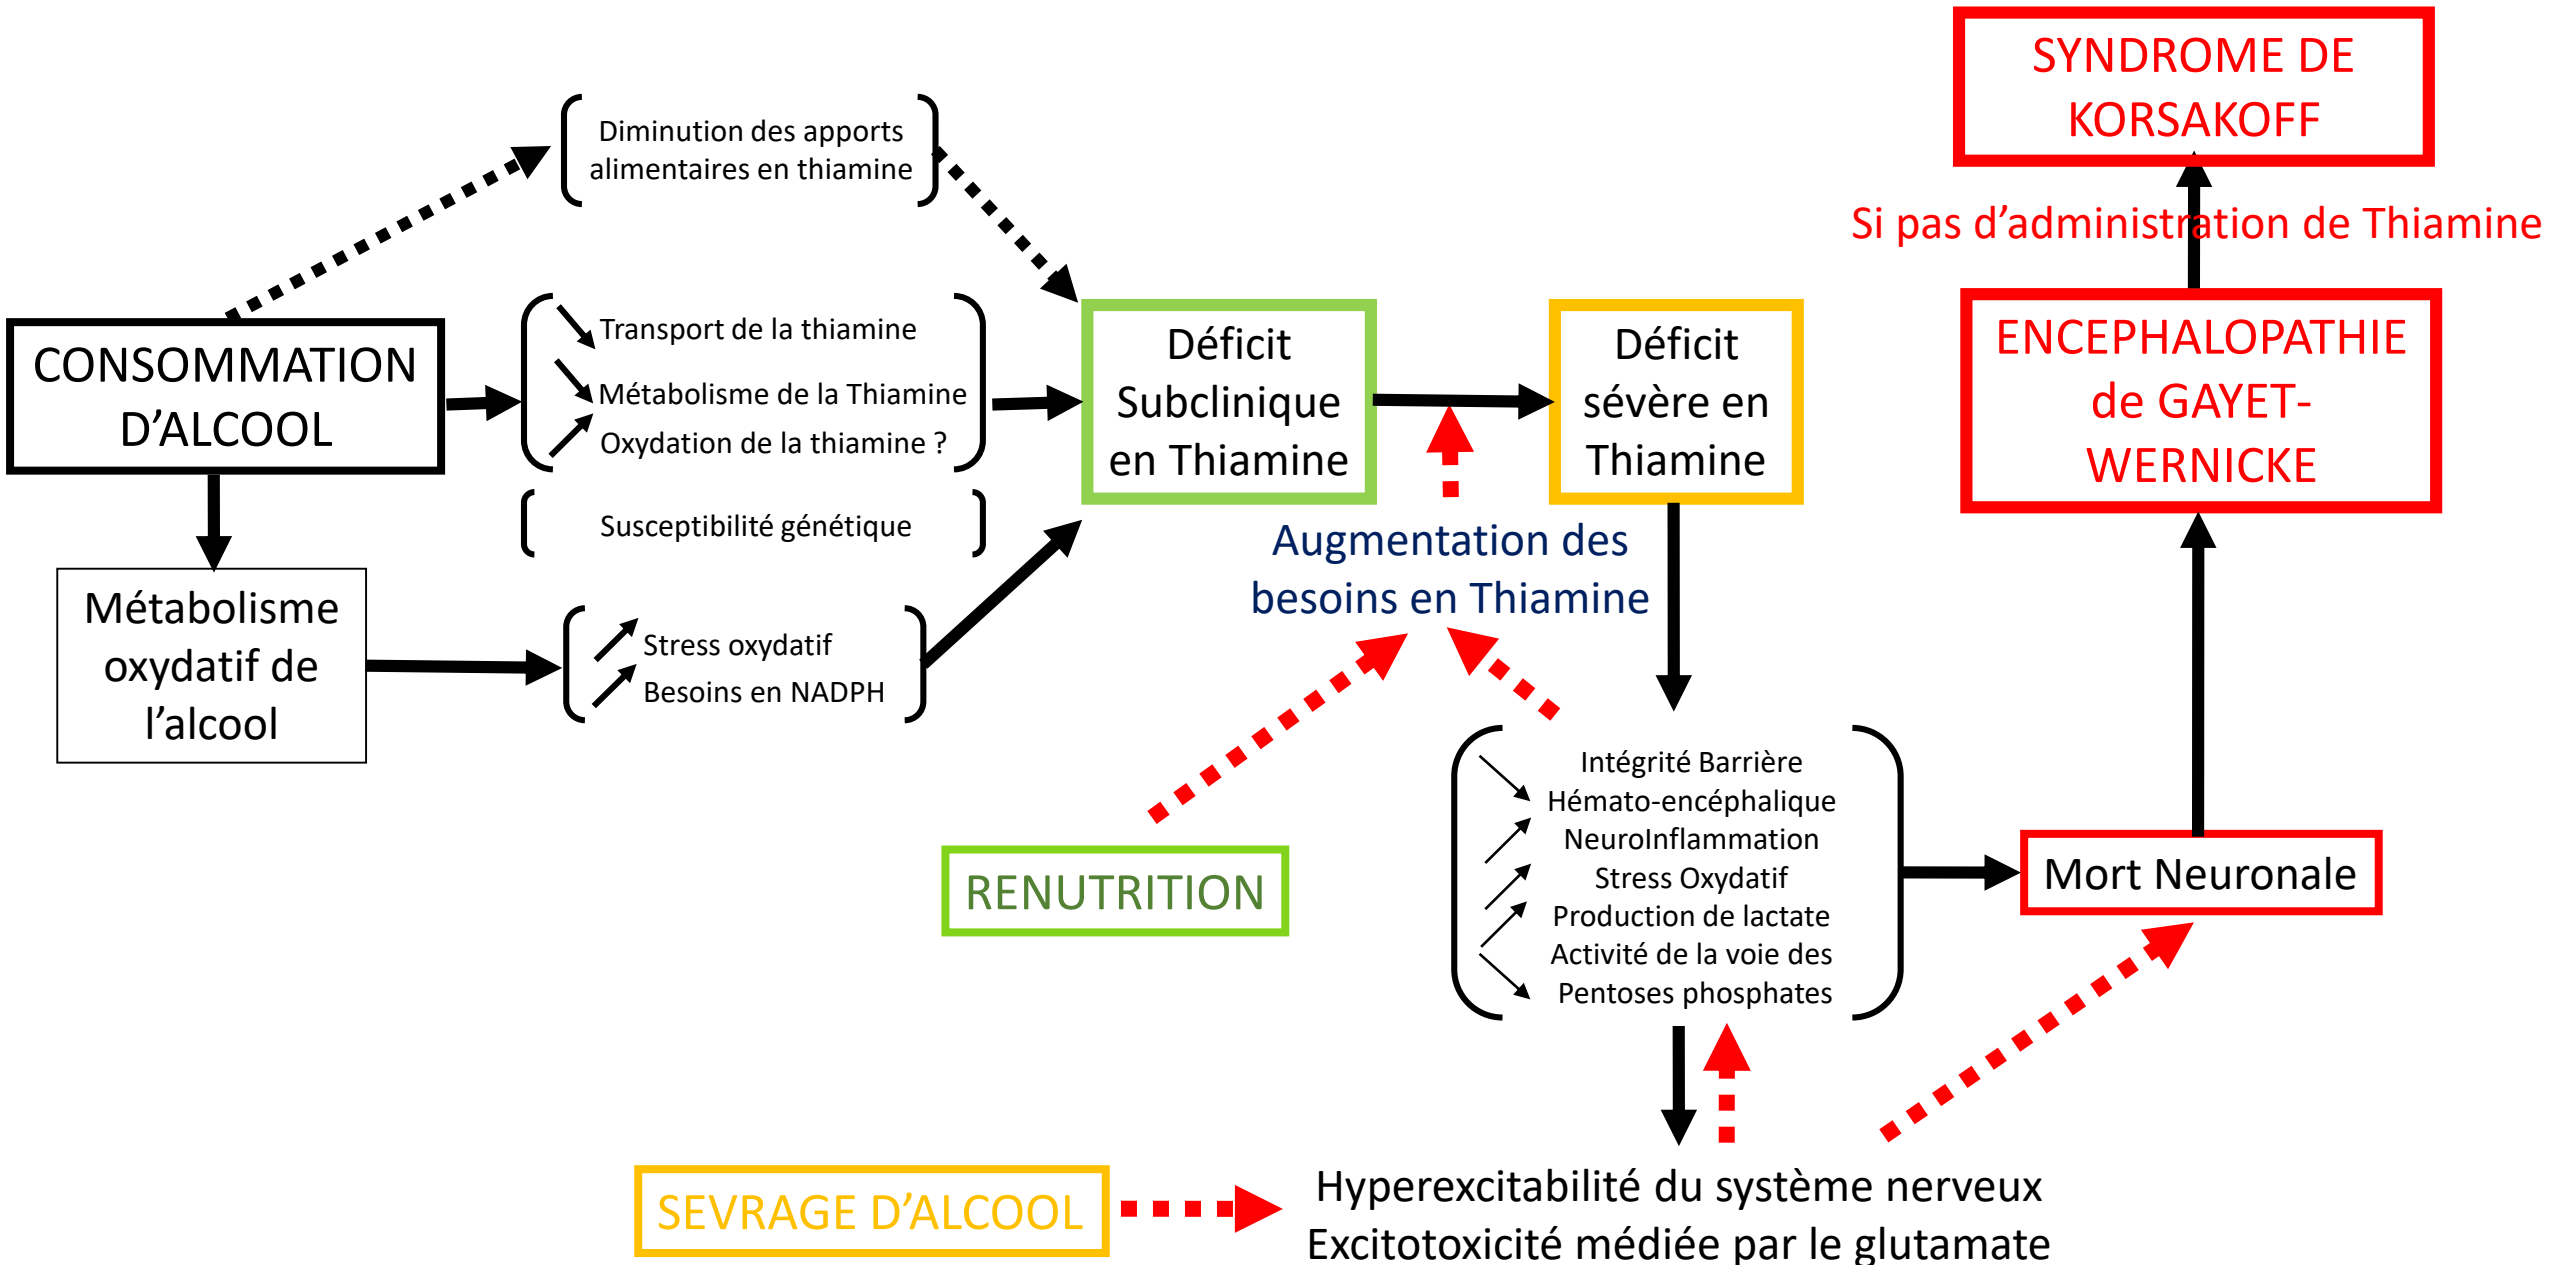 SYNDROME DE
KORSAKOFF
Si pas d’administration de Thiamine
ENCEPHALOPATHIE
de GAYET-
WERNICKE
Diminution des apports
alimentaires en thiamine
CONSOMMATION
D’ALCOOL
Transport de la thiamine
Métabolisme de la Thiamine
Oxydation de la thiamine ?
Susceptibilité génétique
Métabolisme
oxydatif de
l’alcool
Stress oxydatif
Besoins en NADPH
Déficit
Subclinique
en Thiamine
Déficit
sévère en
Thiamine
Augmentation des
besoins en Thiamine
RENUTRITION
Intégrité Barrière
Hémato-encéphalique
NeuroInflammation
Stress Oxydatif
Production de lactate
Activité de la voie des
Pentoses phosphates
Mort Neuronale
SEVRAGE D’ALCOOL
Hyperexcitabilité du système nerveux
Excitotoxicité médiée par le glutamate